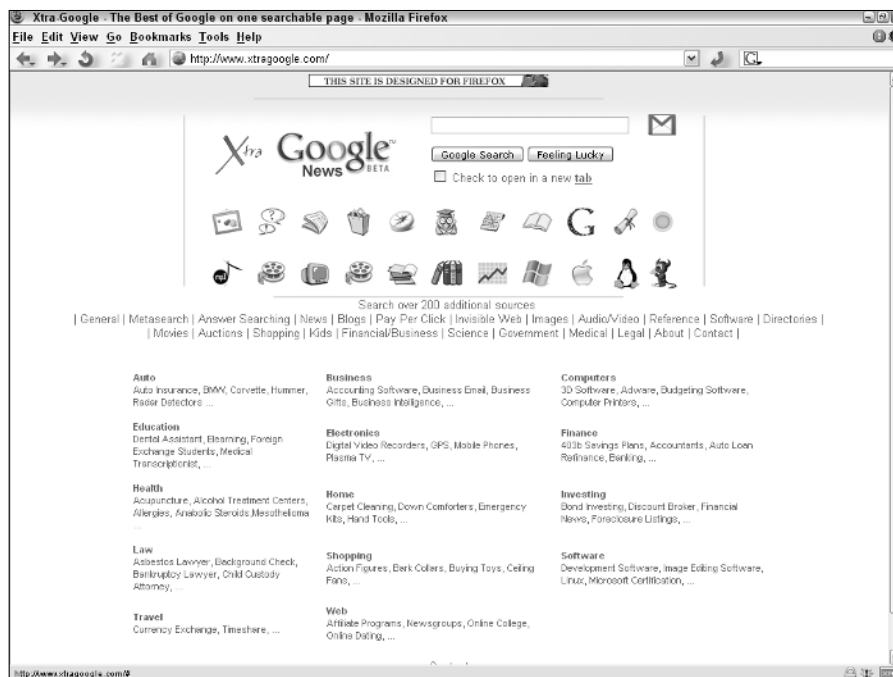 Xtra-Google - The Best of Google on one searchable page - Mozilla Firefox
File Edit View Go Bookmarks Tools Help
http://www.xtragoogle.com/
THIS SITE IS DESIGNED FOR FIREFOX
Xtra Google™
News BETA
Google Search Feeling Lucky
Check to open in a new tab
mp3
Search over 200 additional sources
| General | Metasearch | Answer Searching | News | Blogs | Pay Per Click | Invisible Web | Images | Audio/Video | Reference | Software | Directories |
| Movies | Auctions | Shopping | Kids | Financial/Business | Science | Government | Medical | Legal | About | Contact |
Auto
Auto Insurance, BMW, Corvette, Hummer,
Radar Detectors ...
Business
Accounting Software, Business Email, Business
Gifts, Business Intelligence, ...
Computers
3D Software, Adware, Budgeting Software,
Computer Printers, ...
Education
Dental Assistant, Elearning, Foreign
Exchange Students, Medical
Transcriptionist, ...
Electronics
Digital Video Recorders, GPS, Mobile Phones,
Plasma TV, ...
Finance
403b Savings Plans, Accountants, Auto Loan
Refinance, Banking, ...
Health
Acupuncture, Alcohol Treatment Centers,
Allergies, Anabolic Steroids,Mesothelioma
...
Home
Carpet Cleaning, Down Comforters, Emergency
Kits, Hand Tools, ...
Investing
Bond Investing, Discount Broker, Financial
News, Foreclosure Listings, ...
Law
Asbestos Lawyer, Background Check,
Bankruptcy Lawyer, Child Custody
Attorney, ...
Shopping
Action Figures, Bark Collars, Buying Toys, Ceiling
Fans, ...
Software
Development Software, Image Editing Software,
Linux, Microsoft Certification, ...
Travel
Currency Exchange, Timeshare, ...
Web
Affiliate Programs, Newsgroups, Online College,
Online Dating, ...
http://www.xtragoogle.com/#